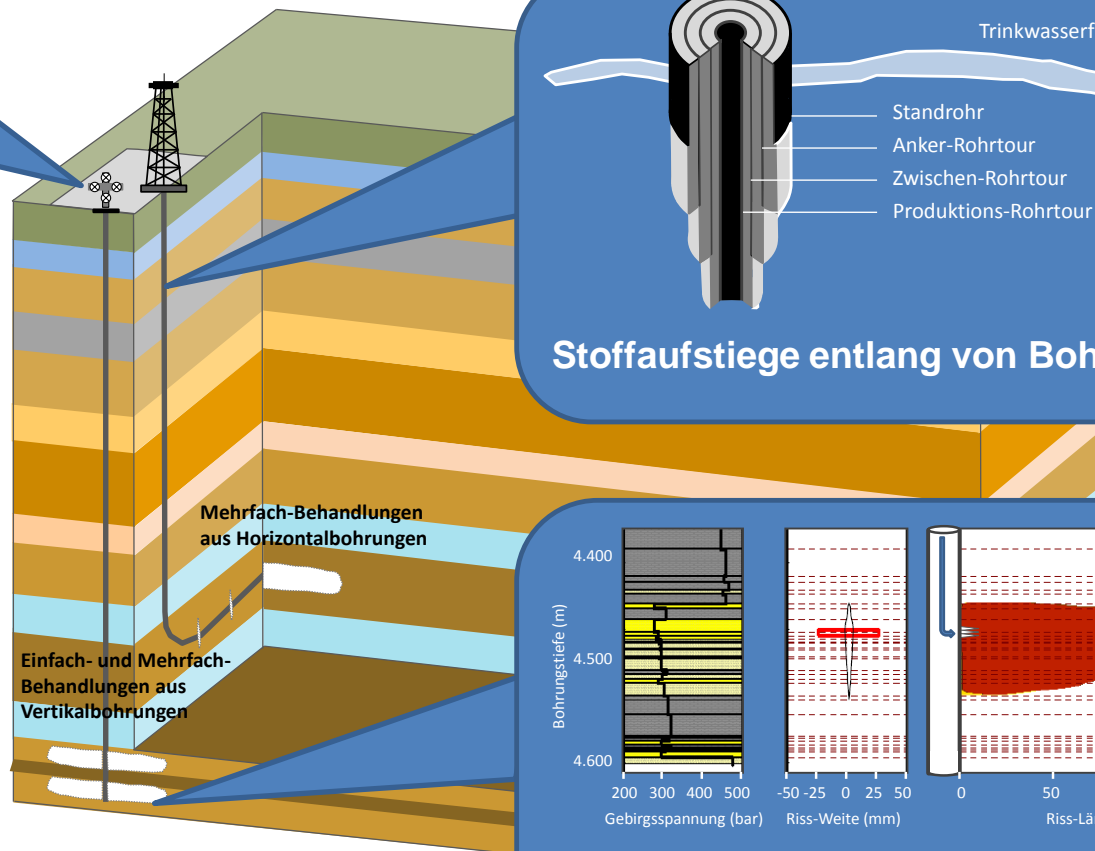 Trinkwasserf
Standrohr
Anker-Rohrtour
Zwischen-Rohrtour
Produktions-Rohrtour
Stoffaufstiege entlang von Boh
Mehrfach-Behandlungen
aus Horizontalbohrungen
Einfach- und Mehrfach-
Behandlungen aus
Vertikalbohrungen
Bohrungstiefe (m)
4.400
4.500
4.600
200 300 400 500
Gebirgsspannung (bar)
-50 -25 0 25 50
Riss-Weite (mm)
0 50
Riss-Lä